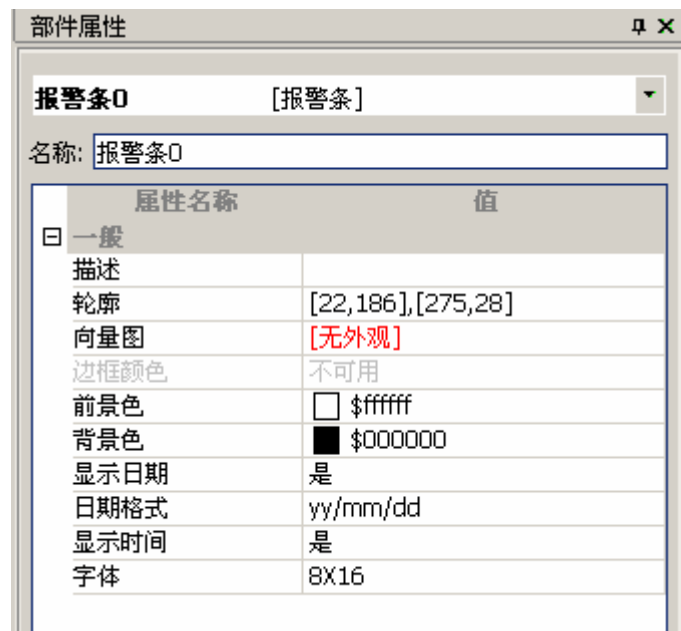 部件属性
报警条0 [报警条]
名称: 报警条0
属性名称 值
一般
描述
轮廓 [22,186],[275,28]
向量图 [无外观]
边框颜色 不可用
前景色 $ffffff
背景色 $000000
显示日期 是
日期格式 yy/mm/dd
显示时间 是
字体 8X16